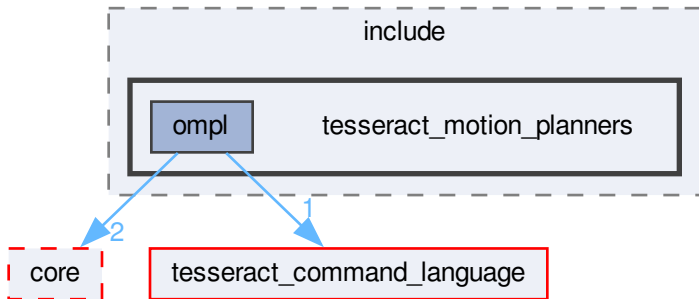 include
ompl
tesseract_motion_planners
2
1
core
tesseract_command_language